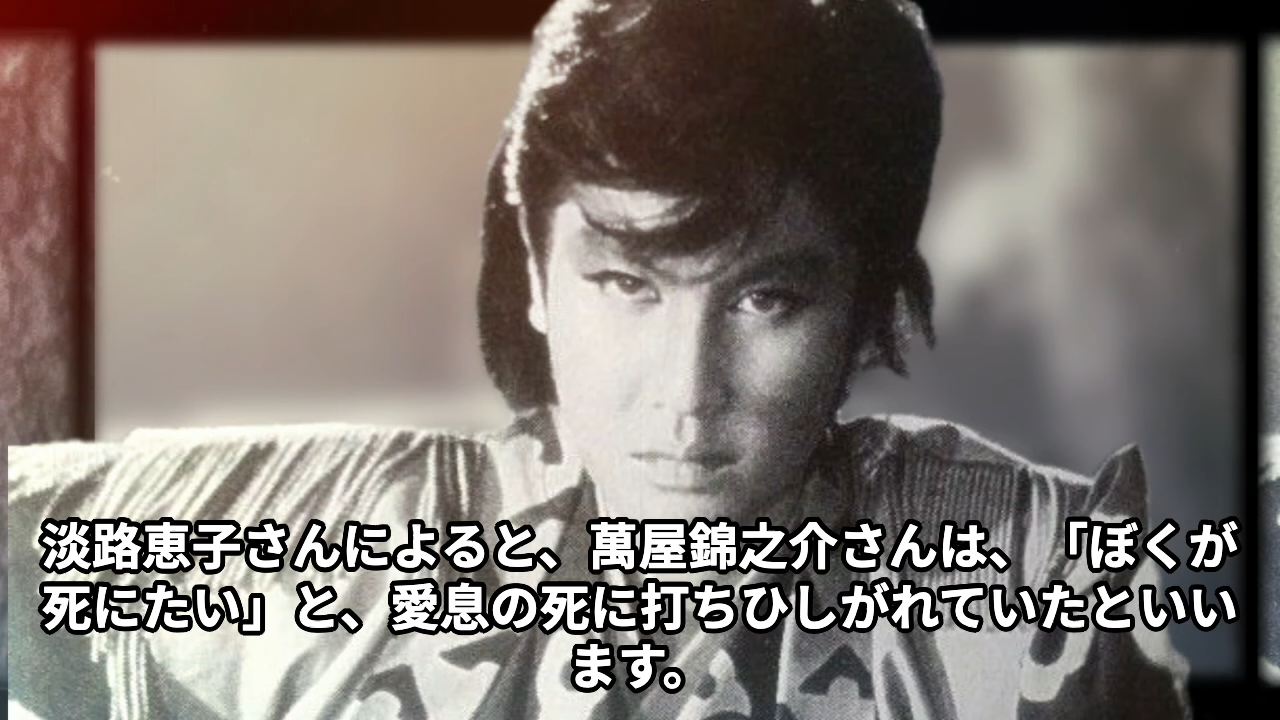 淡路恵子さんによると、萬屋錦之介さんは、「ぼくが
死にたい」と、愛息の死に打ちひしがれていたといい
ます。